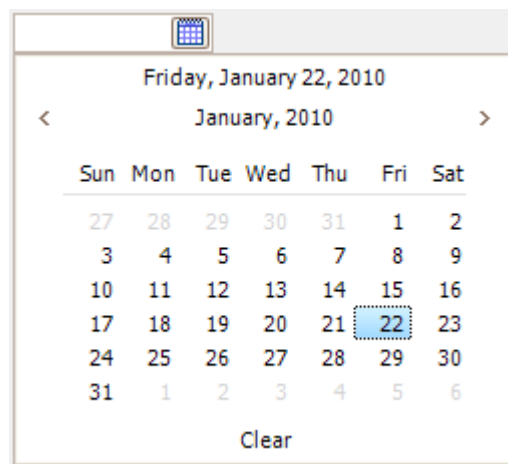 Friday, January 22, 2010
< January, 2010 >
Sun Mon Tue Wed Thu Fri Sat
27 28 29 30 31 1 2
3 4 5 6 7 8 9
10 11 12 13 14 15 16
17 18 19 20 21 22 23
24 25 26 27 28 29 30
31 1 2 3 4 5 6
Clear